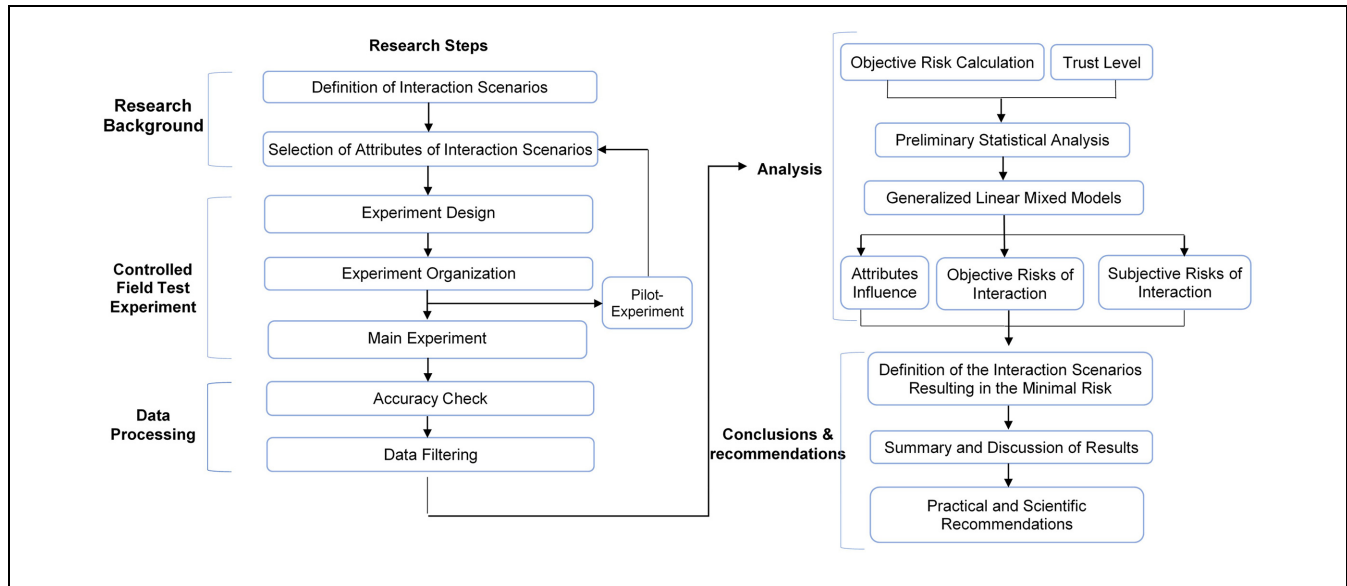 Research Steps
Research
Background
Definition of Interaction Scenarios
Selection of Attributes of Interaction Scenarios
Controlled
Field Test
Experiment
Experiment Design
Experiment Organization
Pilot-
Experiment
Main Experiment
Data
Processing
Accuracy Check
Data Filtering
Analysis
Objective Risk Calculation
Trust Level
Preliminary Statistical Analysis
Generalized Linear Mixed Models
Attributes
Influence
Objective Risks of
Interaction
Subjective Risks of
Interaction
Conclusions &
recommendations
Definition of the Interaction Scenarios
Resulting in the Minimal Risk
Summary and Discussion of Results
Practical and Scientific
Recommendations